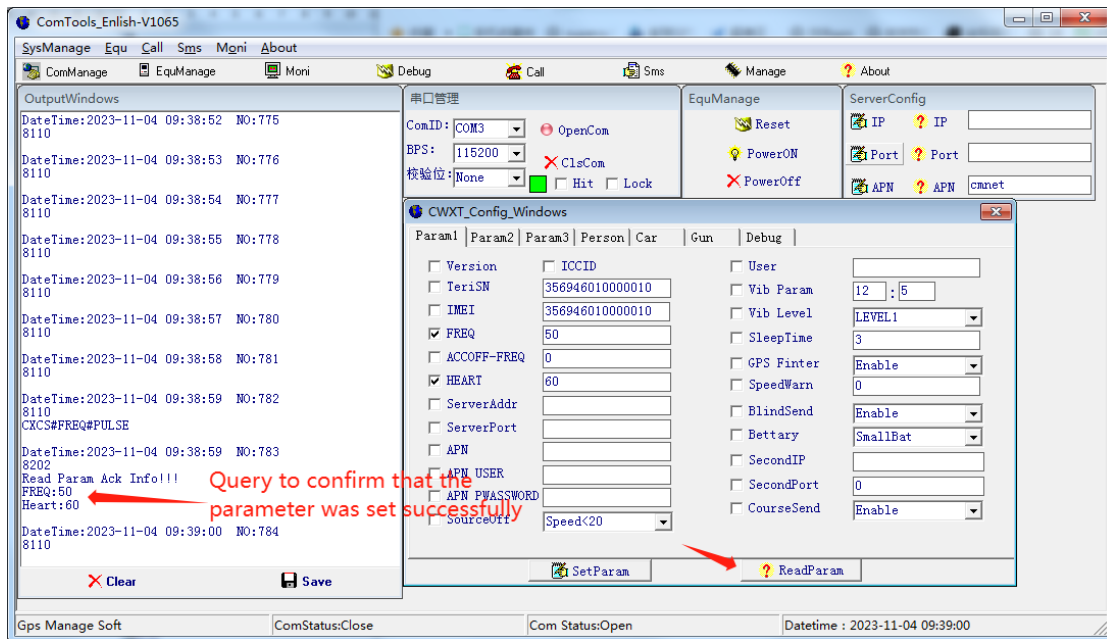 ComTools_Enlish-V1065
SysManage Equ Call Sms Moni About
ComManage EquManage Moni Debug Call Sms Manage About
OutputWindows
DateTime:2023-11-04 09:38:52 NO:775
8110
DateTime:2023-11-04 09:38:53 NO:776
8110
DateTime:2023-11-04 09:38:54 NO:777
8110
DateTime:2023-11-04 09:38:55 NO:778
8110
DateTime:2023-11-04 09:38:56 NO:779
8110
DateTime:2023-11-04 09:38:57 NO:780
8110
DateTime:2023-11-04 09:38:58 NO:781
8110
DateTime:2023-11-04 09:38:59 NO:782
8110
CXCS#FREQ#PULSE
DateTime:2023-11-04 09:38:59 NO:783
8202
Read Param Ack Info!!!
FREQ:50
Heart:60
DateTime:2023-11-04 09:39:00 NO:784
8110
Clear Save
Query to confirm that the
parameter was set successfully
串口管理
ComID: COM3 OpenCom
BPS: 115200 ClsCom
校验位: None Hit Lock
EquManage
Reset
PowerON
PowerOff
ServerConfig
IP ? IP
Port ? Port
APN ? APN cmnet
CWXT_Config_Windows
Param1 Param2 Param3 Person Car Gun Debug
Version ICCID
TeriSN 356946010000010
IMEI 356946010000010
FREQ 50
ACCOFF-FREQ 0
HEART 60
ServerAddr
ServerPort
APN
APN USER
APN PWASSWORD
SourceOff Speed<20
User
Vib Param 12 : 5
Vib Level LEVEL1
SleepTime 3
GPS Finter Enable
SpeedWarn 0
BlindSend Enable
Bettary SmallBat
SecondIP
SecondPort 0
CourseSend Enable
SetParam ? ReadParam
Gps Manage Soft ComStatus:Close Com Status:Open Datetime : 2023-11-04 09:39:00